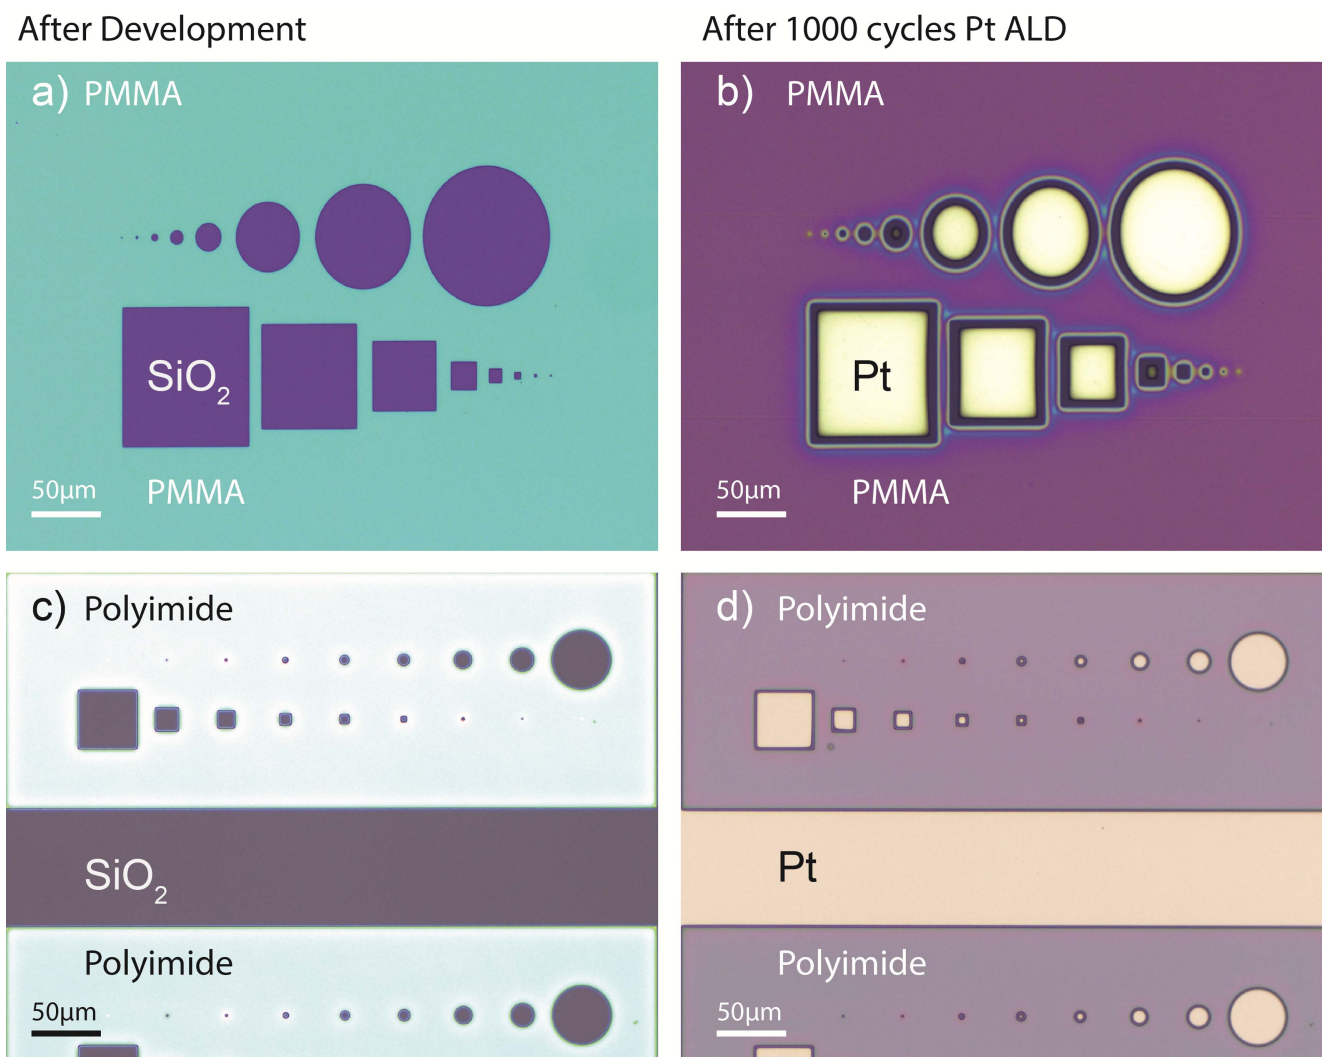 After Development
After 1000 cycles Pt ALD
a) PMMA
SiO₂
50µm
PMMA
b) PMMA
Pt
50µm
PMMA
c) Polyimide
SiO₂
Polyimide
50µm
d) Polyimide
Pt
Polyimide
50µm